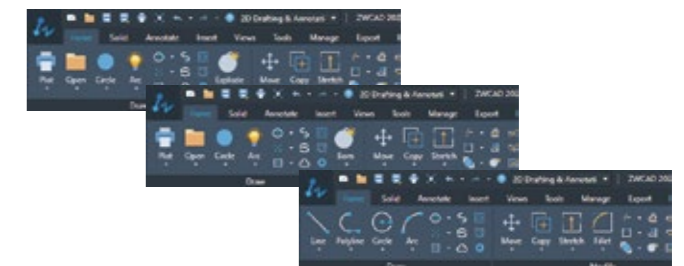 2D Drafting & Annotati ZWCAD 202
Home Solid Annotate Insert Views Tools Manage Export
Plot Open Circle Arc Explode Move Copy Stretch
Draw
2D Drafting & Annotati ZWCAD 202
Home Solid Annotate Insert Views Tools Manage Export
Plot Open Circle Arc Move Copy Stretch
Draw
2D Drafting & Annotati ZWCAD 202
Home Solid Annotate Insert Views Tools Manage Export
Line Polyline Circle Arc Move Copy Stretch Fillet
Draw Modify